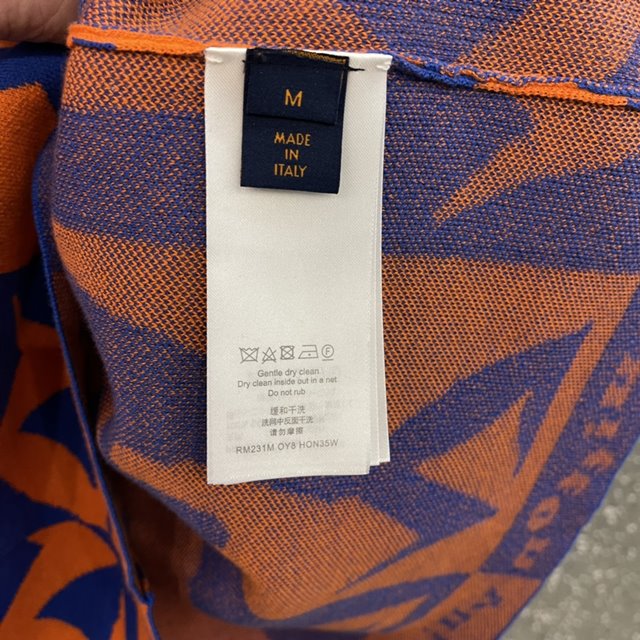 M
MADE
IN
ITALY
Gentle dry clean
Dry clean inside out in a net
Do not rub
缓和干洗
洗网中反面干洗
请勿摩擦
RM231M OY8 HON35W